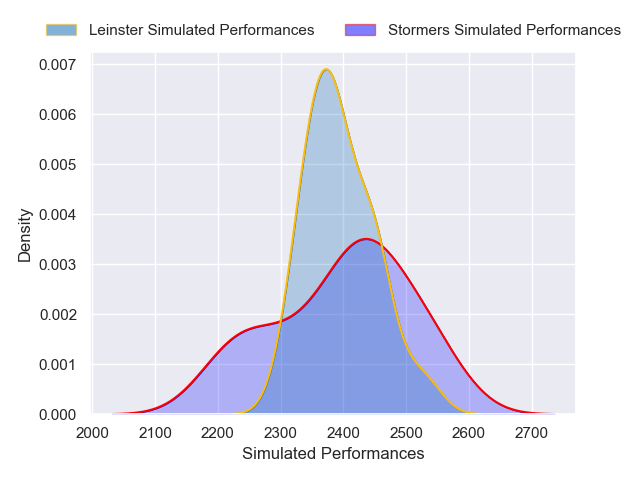 Leinster Simulated Performances Stormers Simulated Performances
0.007
0.006
0.005
0.004
0.003
0.002
0.001
0.000
Density
2000 2100 2200 2300 2400 2500 2600 2700
Simulated Performances